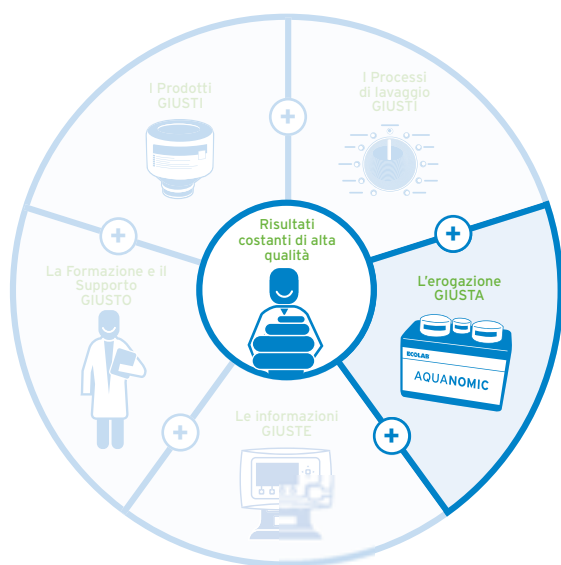 I Prodotti
GIUSTI
I Processi
di lavaggio
GIUSTI
Risultati
costanti di alta
qualità
La Formazione e il
Supporto
GIUSTO
L'erogazione
GIUSTA
ECOLAB
AQUANOMIC
Le informazioni
GIUSTE